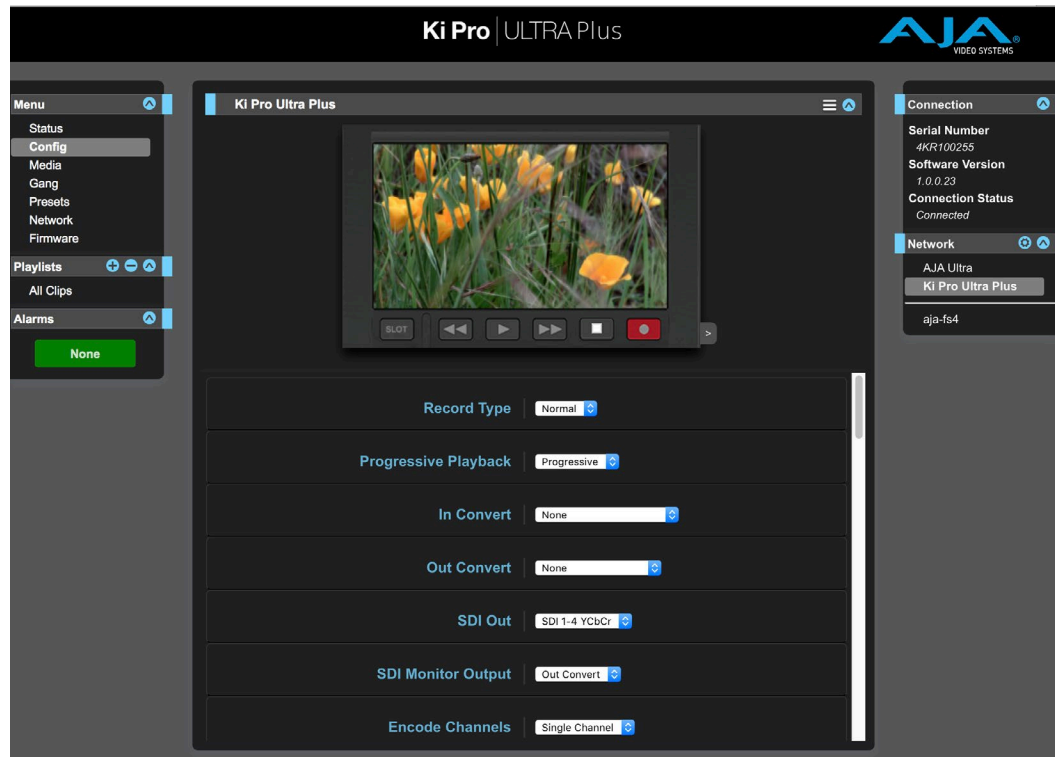 Ki Pro | ULTRA Plus
AJA®
VIDEO SYSTEMS
Menu
Status
Config
Media
Gang
Presets
Network
Firmware
Playlists
All Clips
Alarms
None
Ki Pro Ultra Plus
SLOT
>
Record Type Normal
Progressive Playback Progressive
In Convert None
Out Convert None
SDI Out SDI 1-4 YCbCr
SDI Monitor Output Out Convert
Encode Channels Single Channel
Connection
Serial Number
4KR100255
Software Version
1.0.0.23
Connection Status
Connected
Network
AJA Ultra
Ki Pro Ultra Plus
aja-fs4